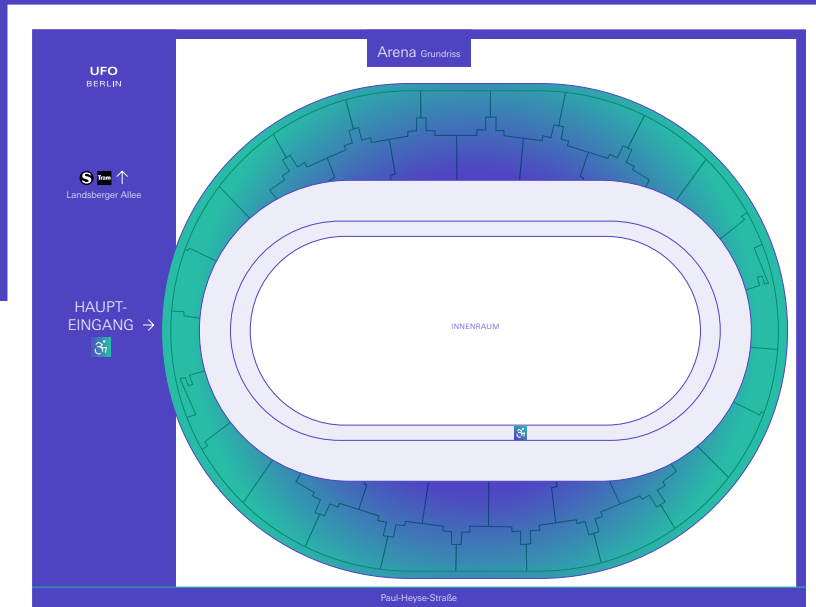 Arena Grundriss
UFO
BERLIN
S Tram
Landsberger Allee
HAUPT-
EINGANG
INNENRAUM
Paul-Heyse-Straße